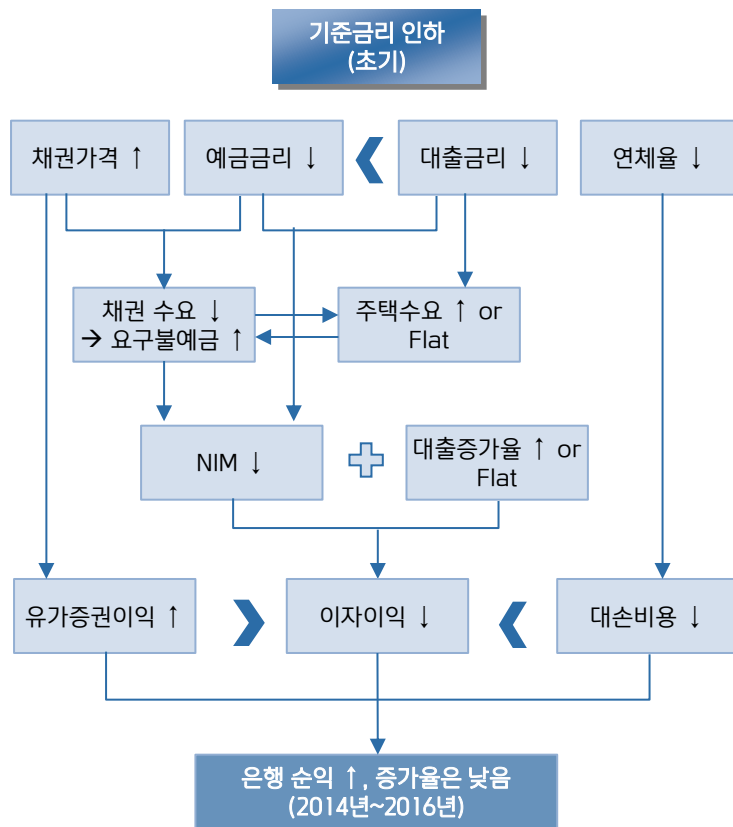 기준금리 인하
(초기)
채권가격 ↑
예금금리 ↓
대출금리 ↓
연체율 ↓
채권 수요 ↓
→ 요구불예금 ↑
주택수요 ↑ or
Flat
NIM ↓
대출증가율 ↑ or
Flat
유가증권이익 ↑
이자이익 ↓
대손비용 ↓
은행 순익 ↑, 증가율은 낮음
(2014년~2016년)